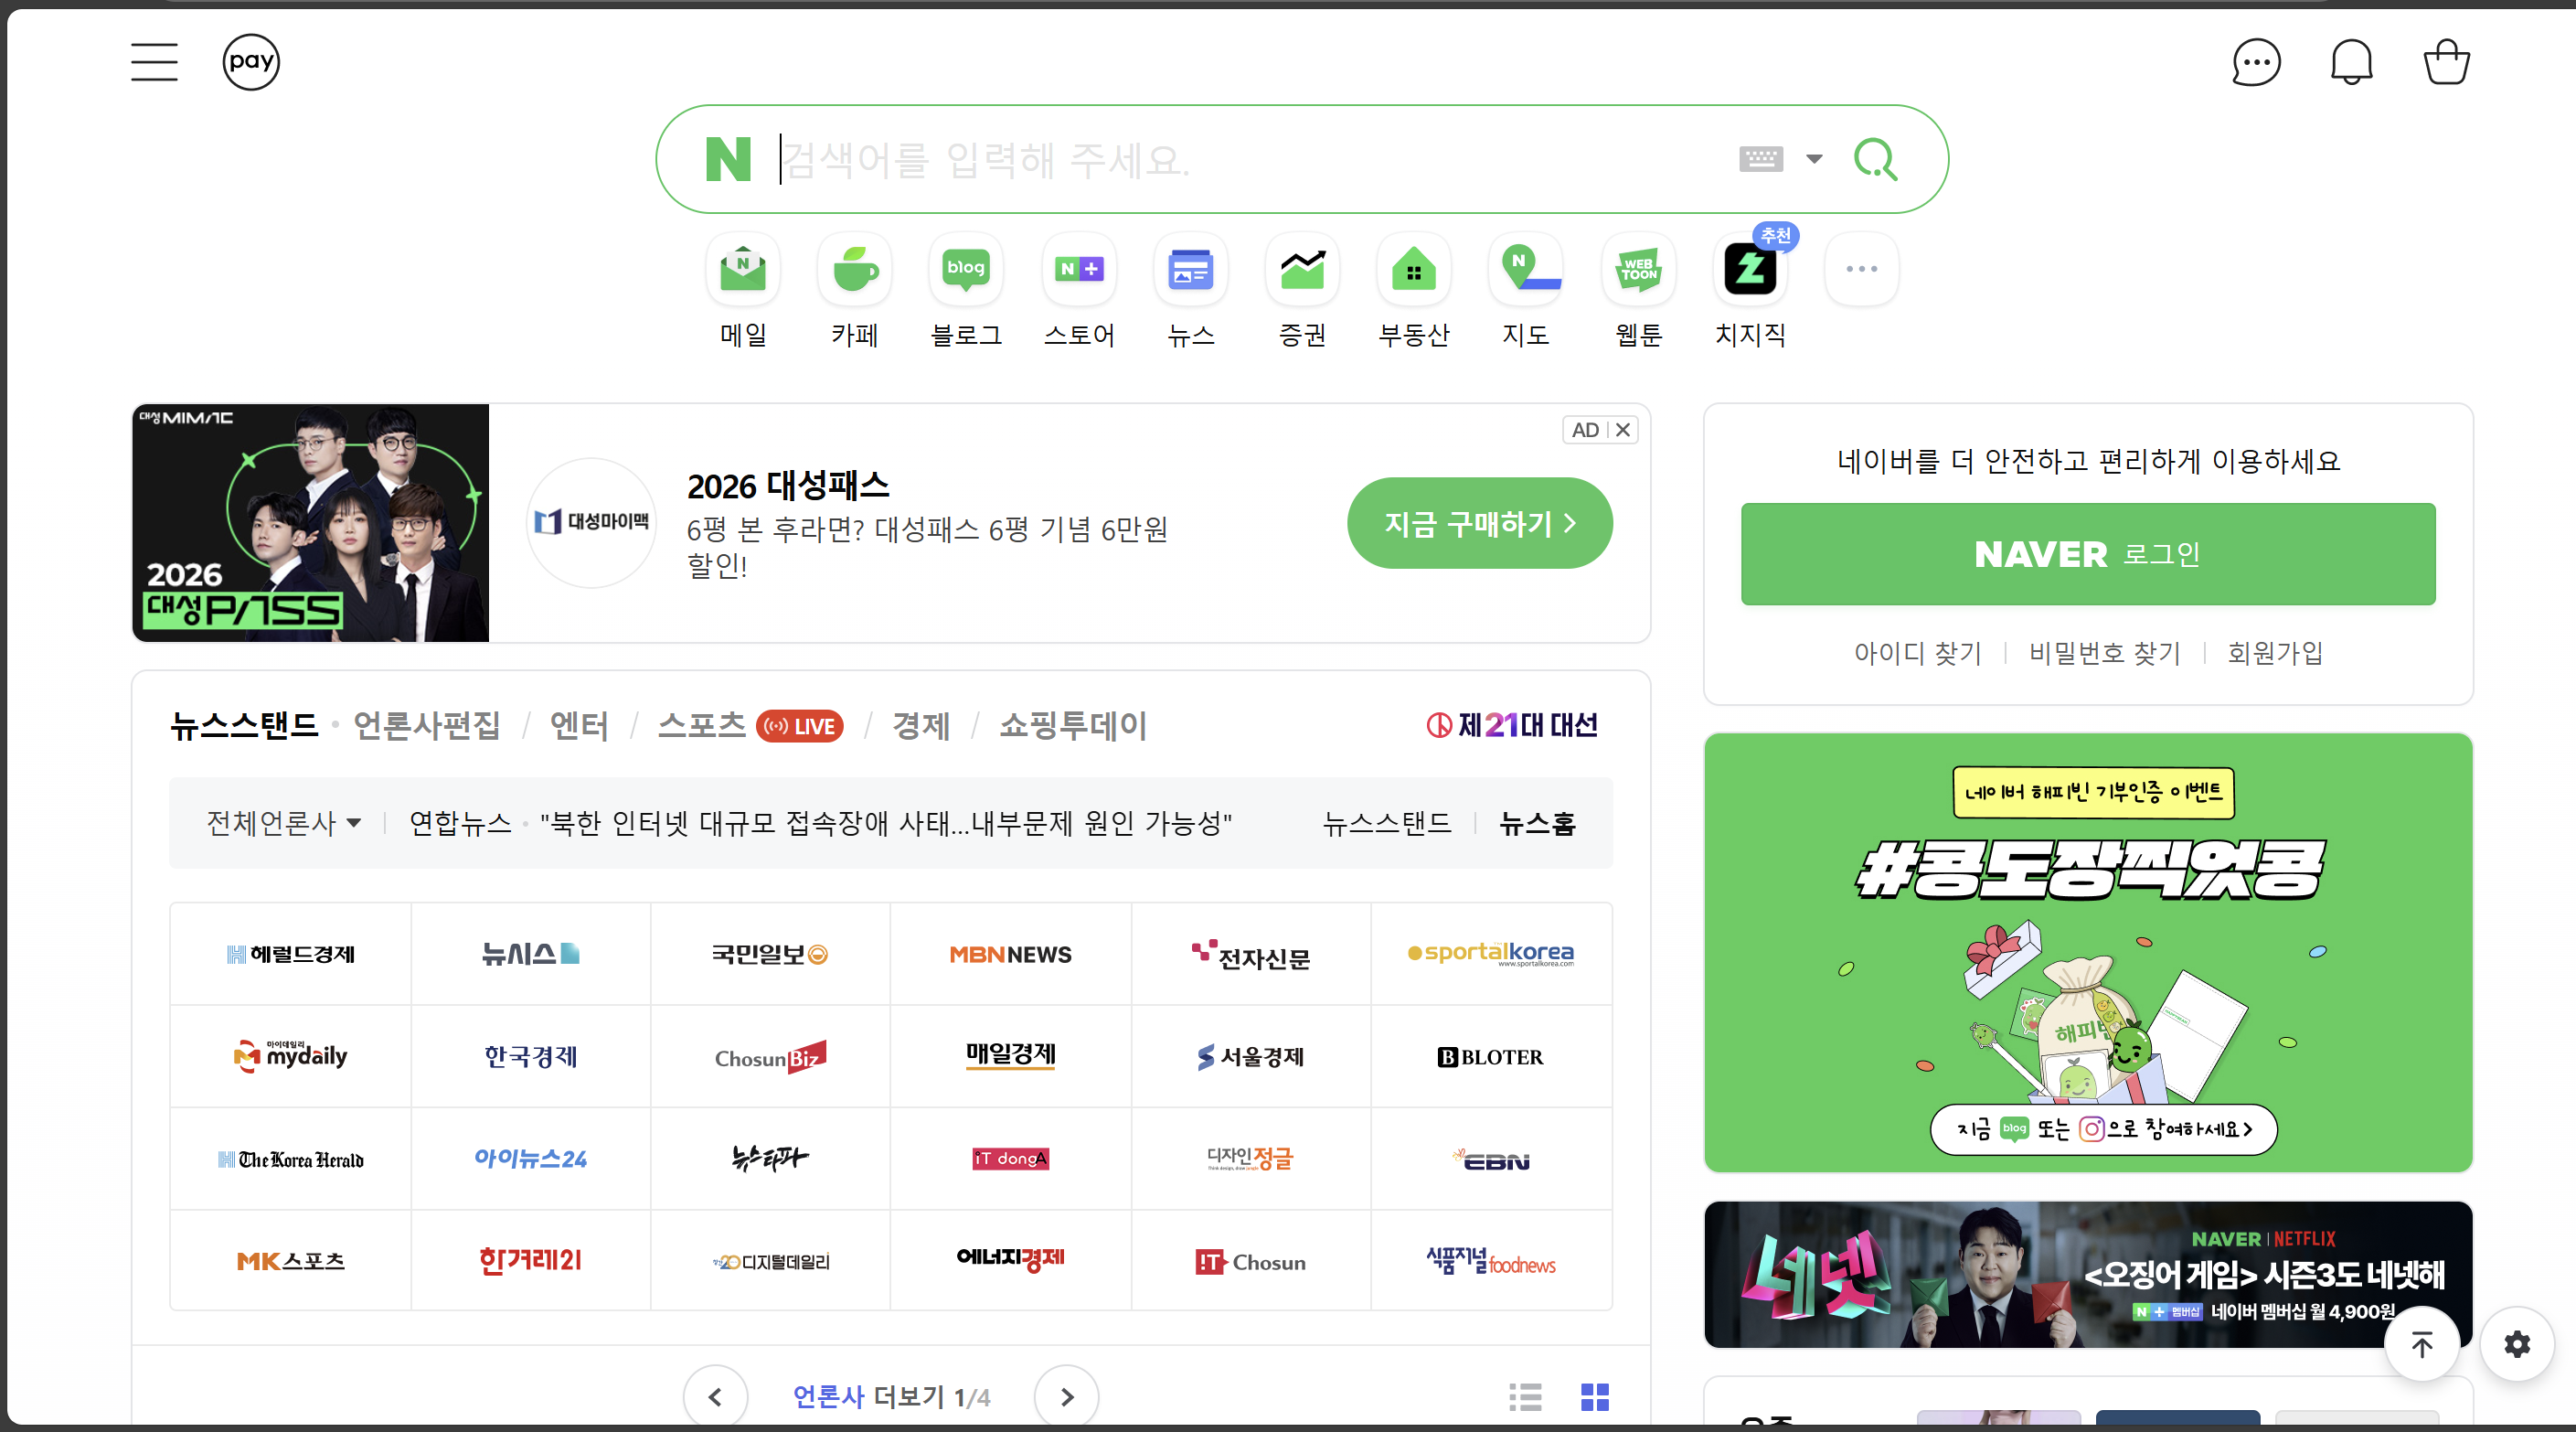 pay
N 검색어를 입력해 주세요.
N
blog
N+
N
WEB
TOON
추천
메일 카페 블로그 스토어 뉴스 증권 부동산 지도 웹툰 치지직
대성MIMAC
2026
대성PASS
대성마이맥
2026 대성패스
6평 본 후라면? 대성패스 6평 기념 6만원
할인!
AD
지금 구매하기
네이버를 더 안전하고 편리하게 이용하세요
NAVER 로그인
아이디 찾기 비밀번호 찾기 회원가입
뉴스스탠드 · 언론사편집 / 엔터 / 스포츠 LIVE / 경제 / 쇼핑투데이
제21대 대선
전체언론사 연합뉴스 · "북한 인터넷 대규모 접속장애 사태...내부문제 원인 가능성" 뉴스스탠드 뉴스홈
헤럴드경제 뉴시스 국민일보 MBN NEWS 전자신문 sportalkorea
www.sportalkorea.com
마이데일리
mydaily 한국경제 ChosunBiz 매일경제 서울경제 B BLOTER
The Korea Herald 아이뉴스24 뉴스타파 iT dongA 디자인정글 EBN
MK스포츠 한겨레21 20 디지털데일리 에너지경제 IT Chosun 식품저널 foodnews
언론사 더보기 1/4
네이버 해피빈 기부인증 이벤트
#콩도장찍었콩
해피빈
지금 blog 또는 으로 참여하세요
네넷
NAVER | NETFLIX
<오징어 게임> 시즌3도 네넷해
N+ 멤버십 네이버 멤버십 월 4,900원